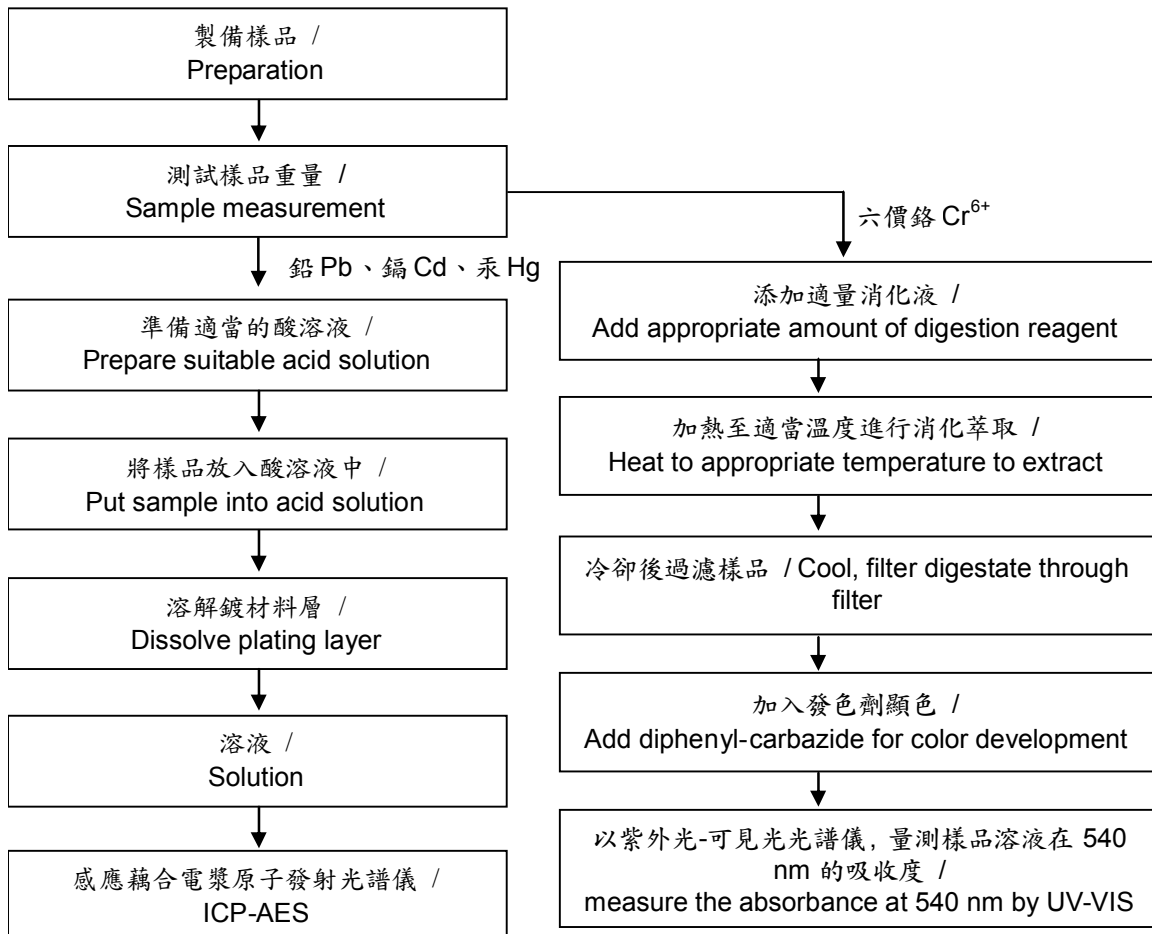 製備樣品 /
Preparation
測試樣品重量 /
Sample measurement
鉛 Pb、鎘 Cd、汞 Hg
準備適當的酸溶液 /
Prepare suitable acid solution
將樣品放入酸溶液中 /
Put sample into acid solution
溶解鍍材料層 /
Dissolve plating layer
溶液 /
Solution
感應藕合電漿原子發射光譜儀 /
ICP-AES
六價鉻 Cr⁶⁺
添加適量消化液 /
Add appropriate amount of digestion reagent
加熱至適當溫度進行消化萃取 /
Heat to appropriate temperature to extract
冷卻後過濾樣品 / Cool, filter digestate through
filter
加入發色劑顯色 /
Add diphenyl-carbazide for color development
以紫外光-可見光光譜儀, 量測樣品溶液在 540
nm 的吸收度 /
measure the absorbance at 540 nm by UV-VIS